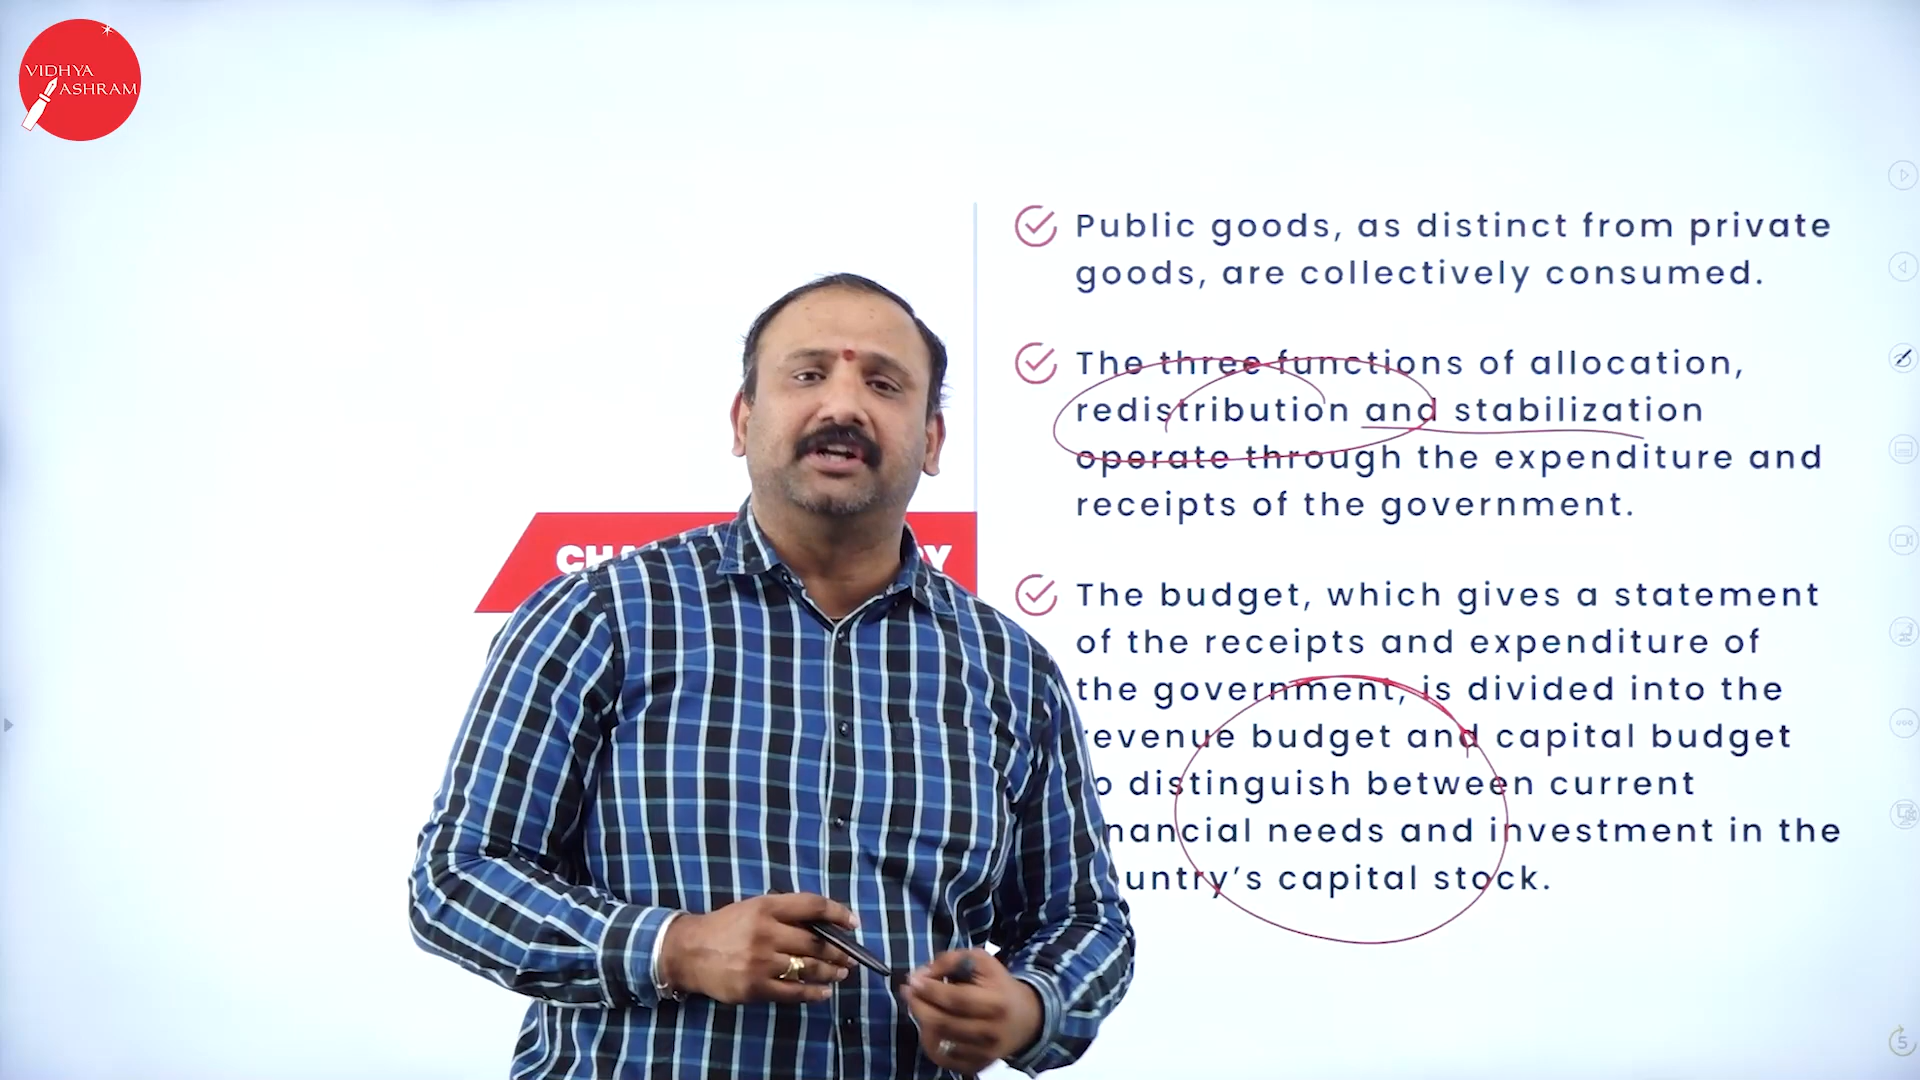 VIDHYA
ASHRAM
Public goods, as distinct from private
goods, are collectively consumed.
The three functions of allocation,
redistribution and stabilization
operate through the expenditure and
receipts of the government.
The budget, which gives a statement
of the receipts and expenditure of
the government, is divided into the
budget and capital budget
distinguish between current
needs and investment in the
capital stock.
5